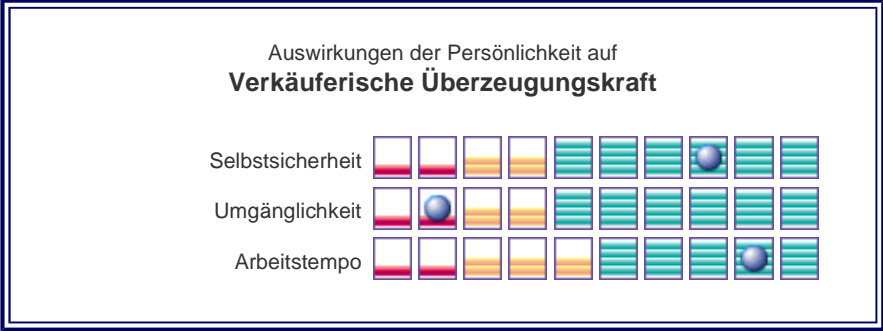 Auswirkungen der Persönlichkeit auf
Verkäuferische Überzeugungskraft
Selbstsicherheit
Umgänglichkeit
Arbeitstempo